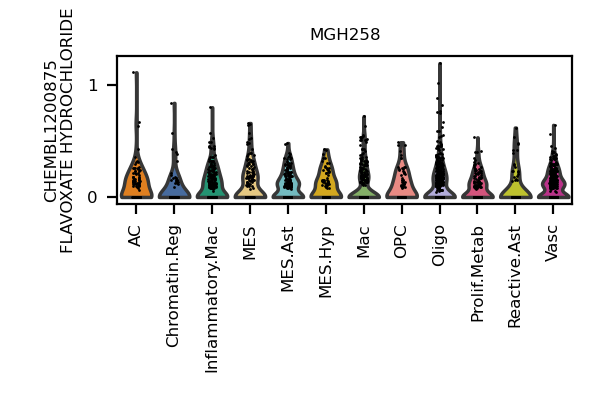 MGH258
CHEMBL1200875
FLAVOXATE HYDROCHLORIDE
1
0
AC
Chromatin.Reg
Inflammatory.Mac
MES
MES.Ast
MES.Hyp
Mac
OPC
Oligo
Prolif.Metab
Reactive.Ast
Vasc